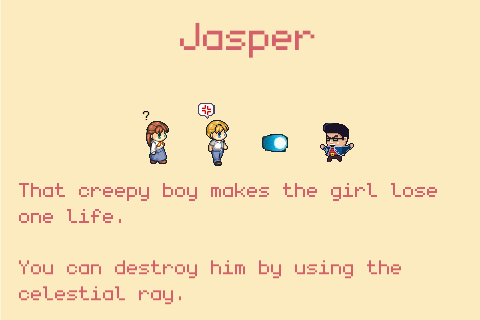 Jasper
?
That creepy boy makes the girl lose
one life.
You can destroy him by using the
celestial ray.